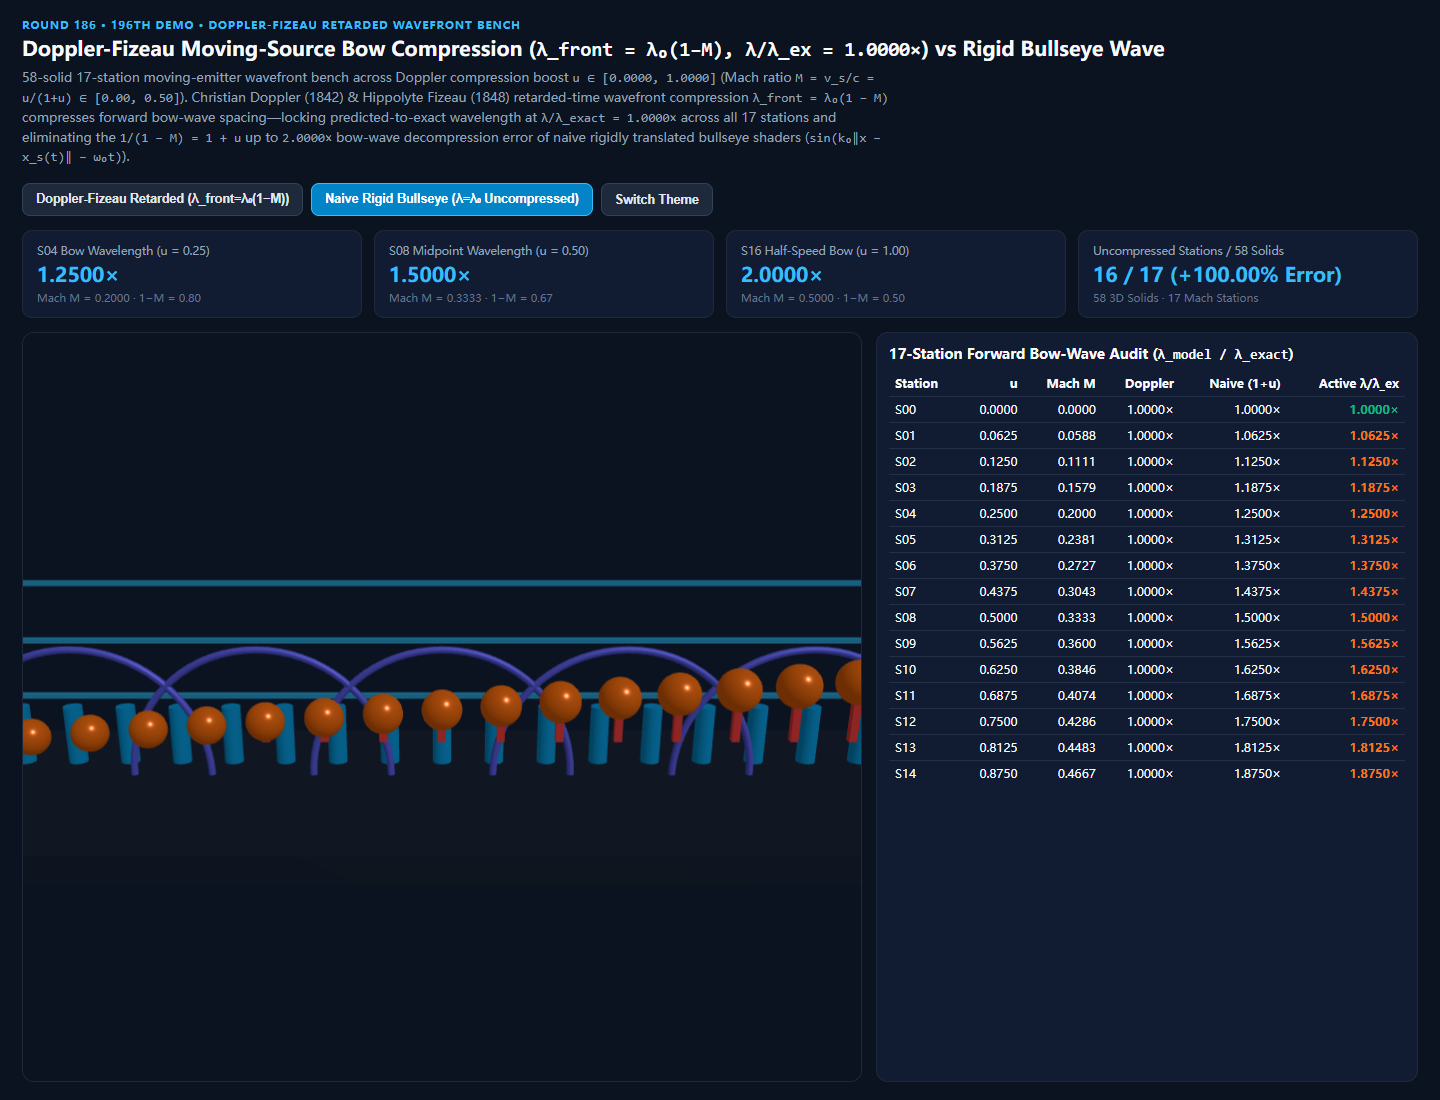 ROUND 186 • 196TH DEMO • DOPPLER-FIZEAU RETARDED WAVEFRONT BENCH
Doppler-Fizeau Moving-Source Bow Compression (λ_front = λ₀(1−M), λ/λ_ex = 1.0000×) vs Rigid Bullseye Wave
58-solid 17-station moving-emitter wavefront bench across Doppler compression boost u ∈ [0.0000, 1.0000] (Mach ratio M = v_s/c =
u/(1+u) ∈ [0.00, 0.50]). Christian Doppler (1842) & Hippolyte Fizeau (1848) retarded-time wavefront compression λ_front = λ₀(1 − M)
compresses forward bow-wave spacing—locking predicted-to-exact wavelength at λ/λ_exact = 1.0000× across all 17 stations and
eliminating the 1/(1 − M) = 1 + u up to 2.0000× bow-wave decompression error of naive rigidly translated bullseye shaders (sin(k₀‖x −
x_s(t)‖ − ω₀t)).
Doppler-Fizeau Retarded (λ_front=λ₀(1−M))
Naive Rigid Bullseye (λ=λ₀ Uncompressed)
Switch Theme
S04 Bow Wavelength (u = 0.25)
1.2500×
Mach M = 0.2000 · 1−M = 0.80
S08 Midpoint Wavelength (u = 0.50)
1.5000×
Mach M = 0.3333 · 1−M = 0.67
S16 Half-Speed Bow (u = 1.00)
2.0000×
Mach M = 0.5000 · 1−M = 0.50
Uncompressed Stations / 58 Solids
16 / 17 (+100.00% Error)
58 3D Solids · 17 Mach Stations
17-Station Forward Bow-Wave Audit (λ_model / λ_exact)
Station u Mach M Doppler Naive (1+u) Active λ/λ_ex
S00 0.0000 0.0000 1.0000× 1.0000× 1.0000×
S01 0.0625 0.0588 1.0000× 1.0625× 1.0625×
S02 0.1250 0.1111 1.0000× 1.1250× 1.1250×
S03 0.1875 0.1579 1.0000× 1.1875× 1.1875×
S04 0.2500 0.2000 1.0000× 1.2500× 1.2500×
S05 0.3125 0.2381 1.0000× 1.3125× 1.3125×
S06 0.3750 0.2727 1.0000× 1.3750× 1.3750×
S07 0.4375 0.3043 1.0000× 1.4375× 1.4375×
S08 0.5000 0.3333 1.0000× 1.5000× 1.5000×
S09 0.5625 0.3600 1.0000× 1.5625× 1.5625×
S10 0.6250 0.3846 1.0000× 1.6250× 1.6250×
S11 0.6875 0.4074 1.0000× 1.6875× 1.6875×
S12 0.7500 0.4286 1.0000× 1.7500× 1.7500×
S13 0.8125 0.4483 1.0000× 1.8125× 1.8125×
S14 0.8750 0.4667 1.0000× 1.8750× 1.8750×